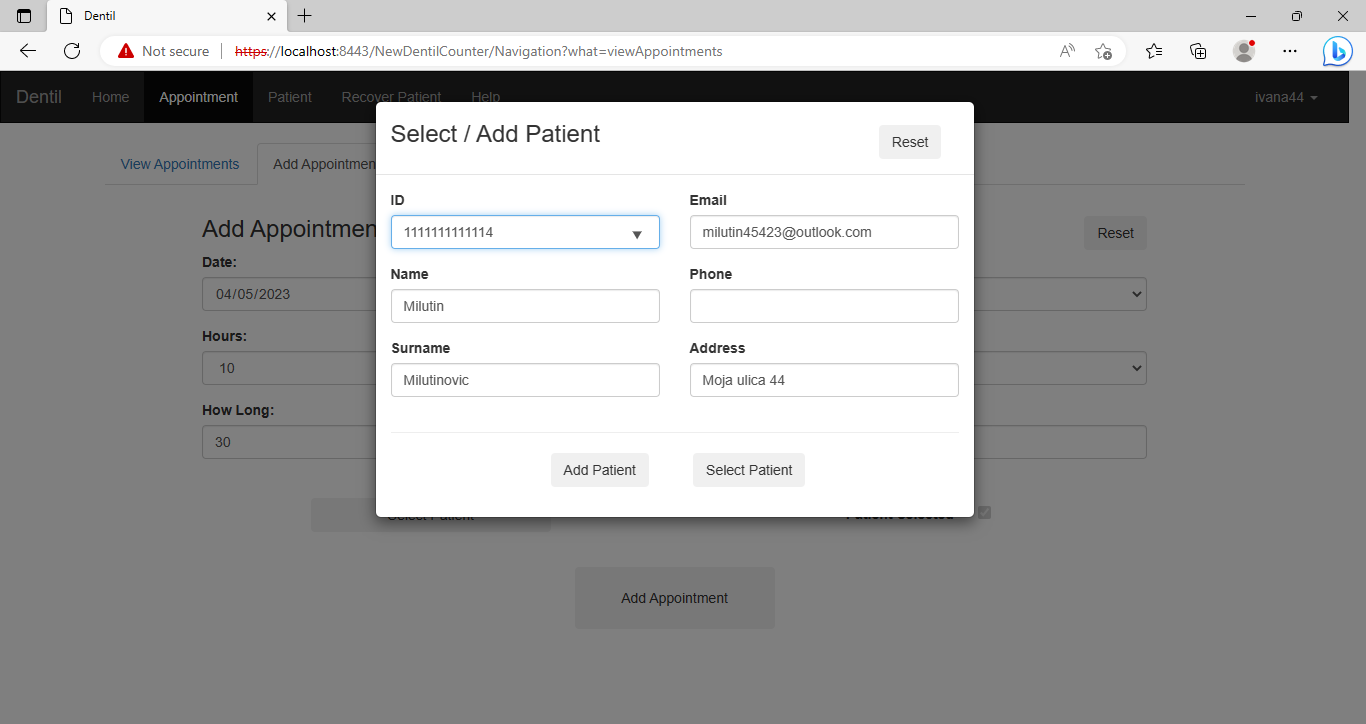 Dentil
Not secure https://localhost:8443/NewDentilCounter/Navigation?what=viewAppointments
Dentil Home Appointment Patient Recover Patient Help ivana44
View Appointments Add Appointmen
Select / Add Patient
Reset
ID Email
1111111111114 milutin45423@outlook.com
Name Phone
Milutin
Surname Address
Milutinovic Moja ulica 44
Add Patient Select Patient
Add Appointmen Reset
Date:
04/05/2023
Hours:
10
How Long:
30
Select Patient Patient Selected
Add Appointment